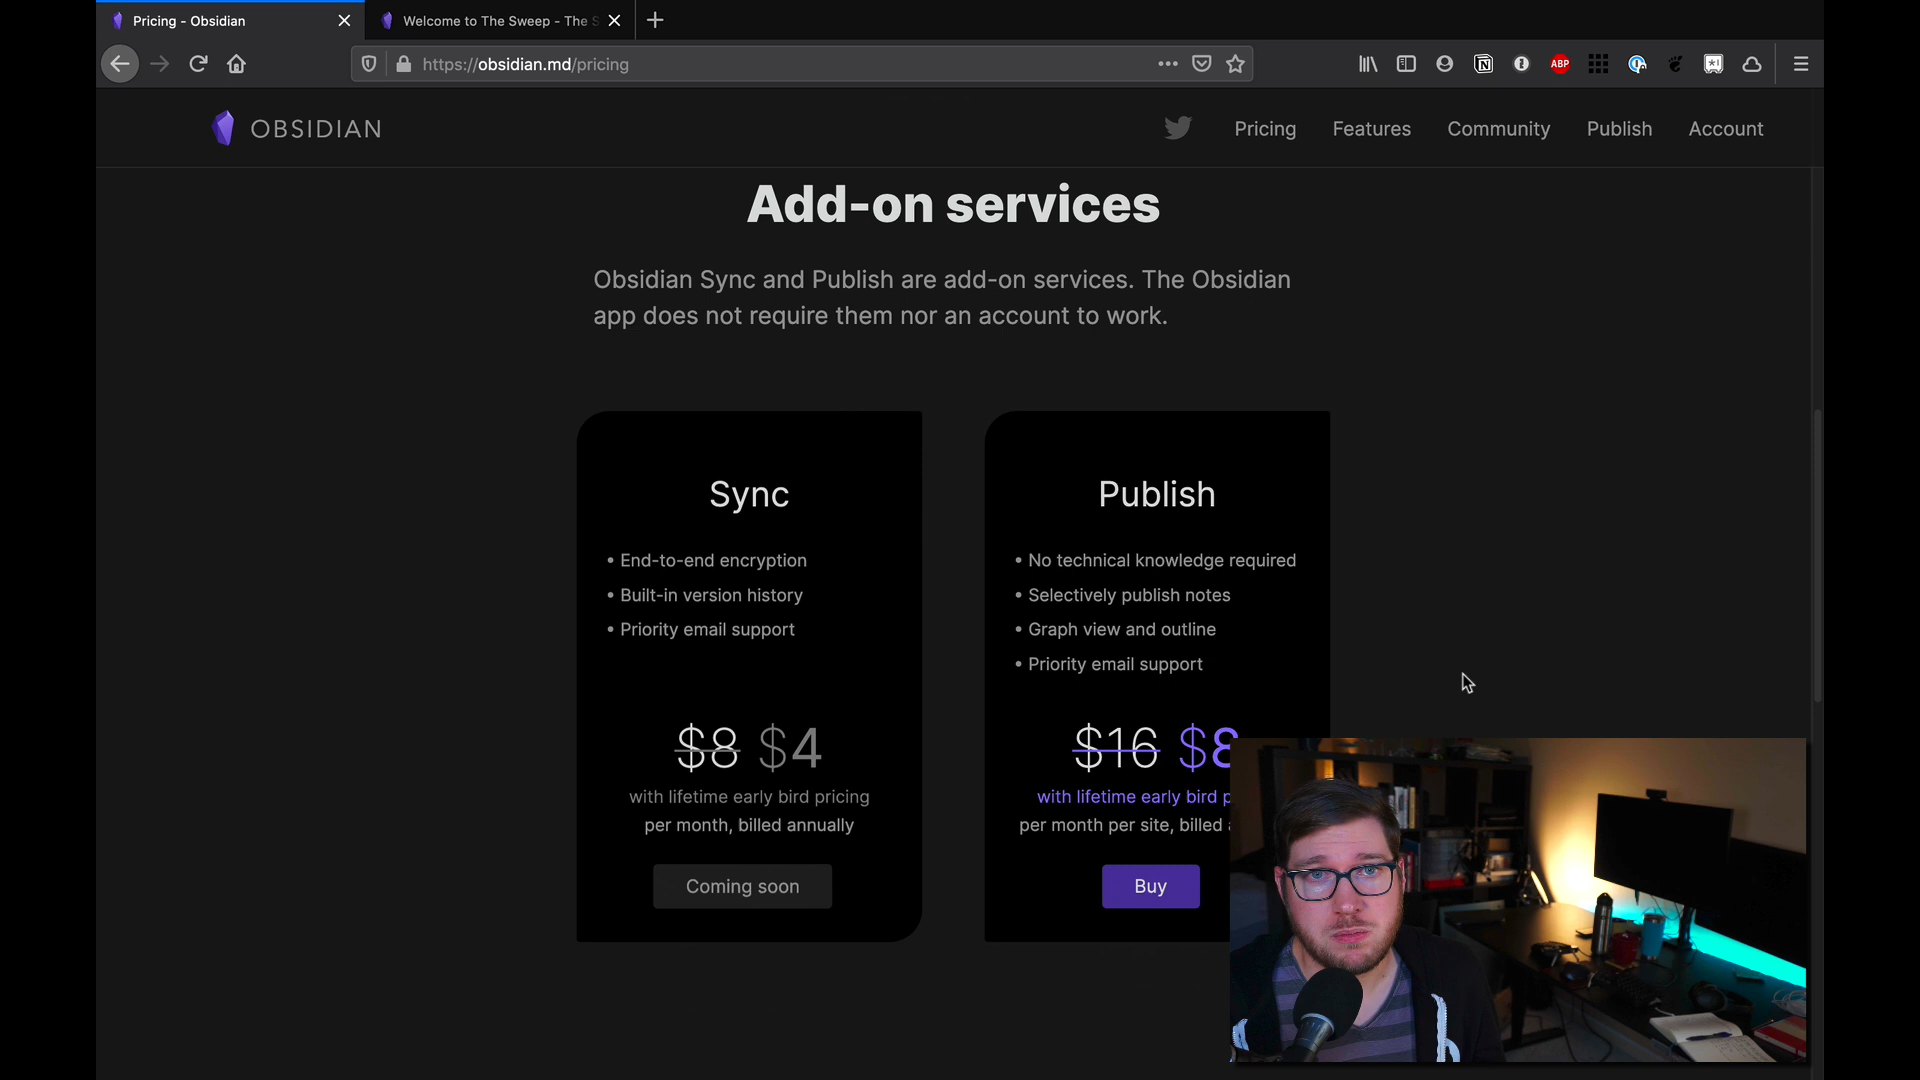 Pricing - Obsidian
Welcome to The Sweep - The S
https://obsidian.md/pricing
ABP
OBSIDIAN
Pricing
Features
Community
Publish
Account
Add-on services
Obsidian Sync and Publish are add-on services. The Obsidian
app does not require them nor an account to work.
Sync
• End-to-end encryption
• Built-in version history
• Priority email support
$8 $4
with lifetime early bird pricing
per month, billed annually
Coming soon
Publish
• No technical knowledge required
• Selectively publish notes
• Graph view and outline
• Priority email support
$16 $8
with lifetime early bird p
per month per site, billed
Buy